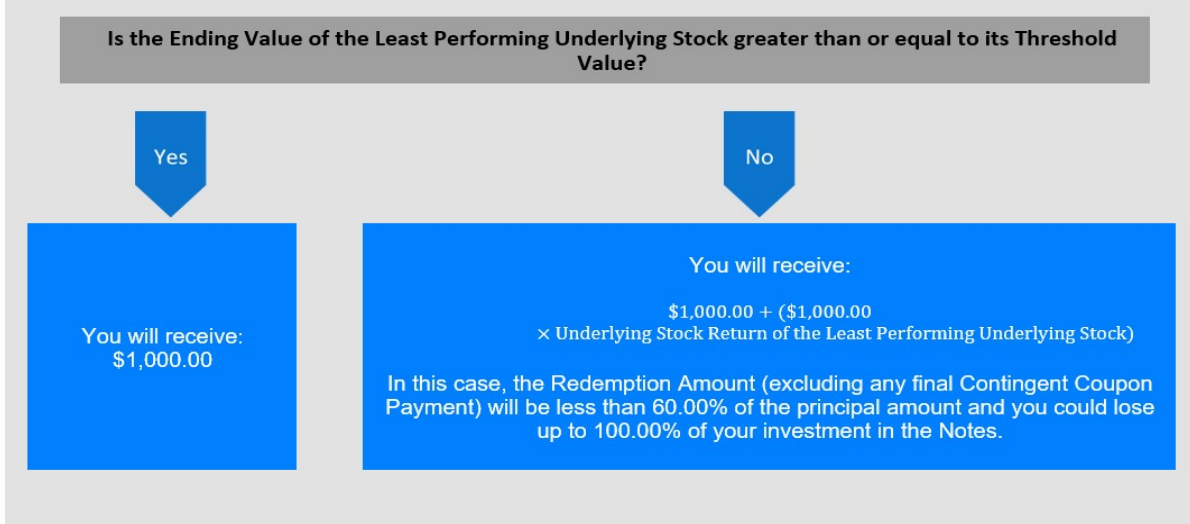 Is the Ending Value of the Least Performing Underlying Stock greater than or equal to its Threshold
Value?
Yes
No
You will receive:
$1,000.00
You will receive:
$1,000.00 + ($1,000.00
× Underlying Stock Return of the Least Performing Underlying Stock)
In this case, the Redemption Amount (excluding any final Contingent Coupon
Payment) will be less than 60.00% of the principal amount and you could lose
up to 100.00% of your investment in the Notes.